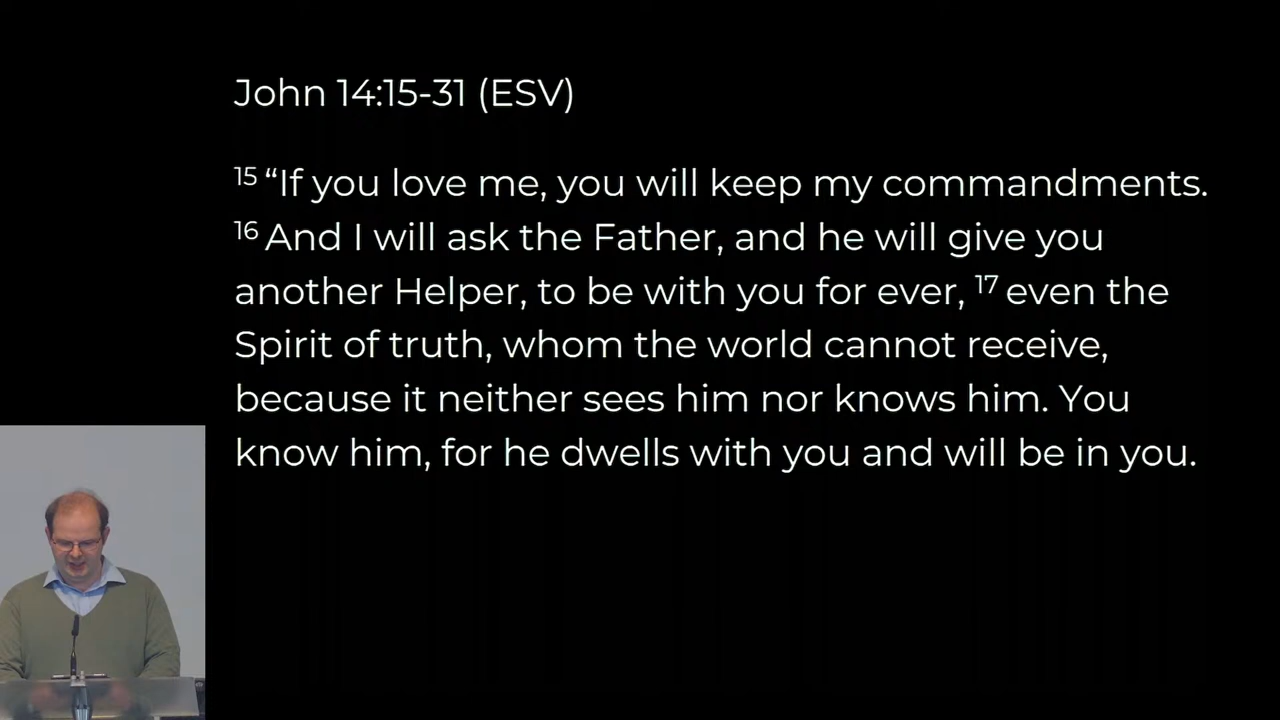 John 14:15-31 (ESV)
15 “If you love me, you will keep my commandments.
16 And I will ask the Father, and he will give you
another Helper, to be with you for ever, 17 even the
Spirit of truth, whom the world cannot receive,
because it neither sees him nor knows him. You
know him, for he dwells with you and will be in you.